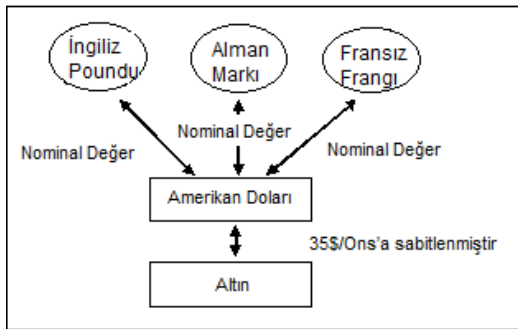 İngiliz
Poundu
Alman
Markı
Fransız
Frangı
Nominal Değer
Nominal Değer
Nominal Değer
Amerikan Doları
35$/Ons'a sabitlenmiştir
Altın